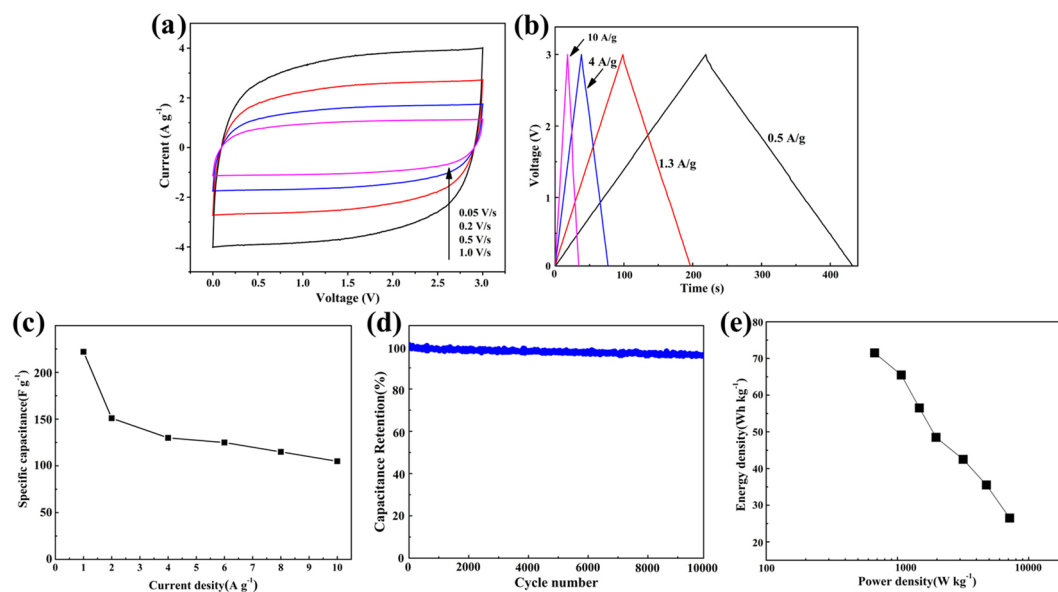 (a)
Current (A g-1)
4
2
0
-2
-4
0.05 V/s
0.2 V/s
0.5 V/s
1.0 V/s
0.0 0.5 1.0 1.5 2.0 2.5 3.0
Voltage (V)
(b)
Voltage (V)
3
2
1
0
10 A/g
4 A/g
1.3 A/g
0.5 A/g
0 100 200 300 400
Time (s)
(c)
Specific capacitance(F g-1)
200
150
100
50
0
0 1 2 3 4 5 6 7 8 9 10
Current desity(A g-1)
(d)
Capacitance Retention(%)
100
80
60
40
20
0
0 2000 4000 6000 8000 10000
Cycle number
(e)
Energy density(Wh kg-1)
80
70
60
50
40
30
20
100 1000 10000
Power density(W kg-1)